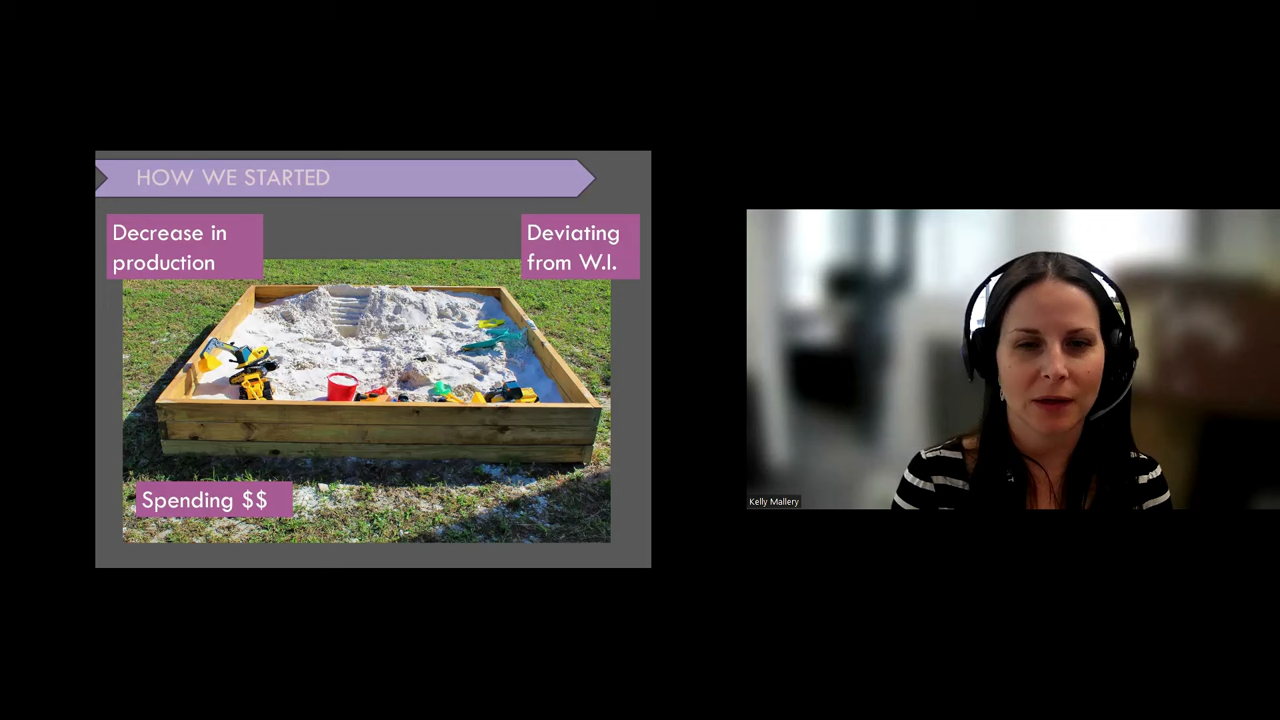 HOW WE STARTED
Decrease in
production
Deviating
from W.I.
Spending $$
Kelly Mallery